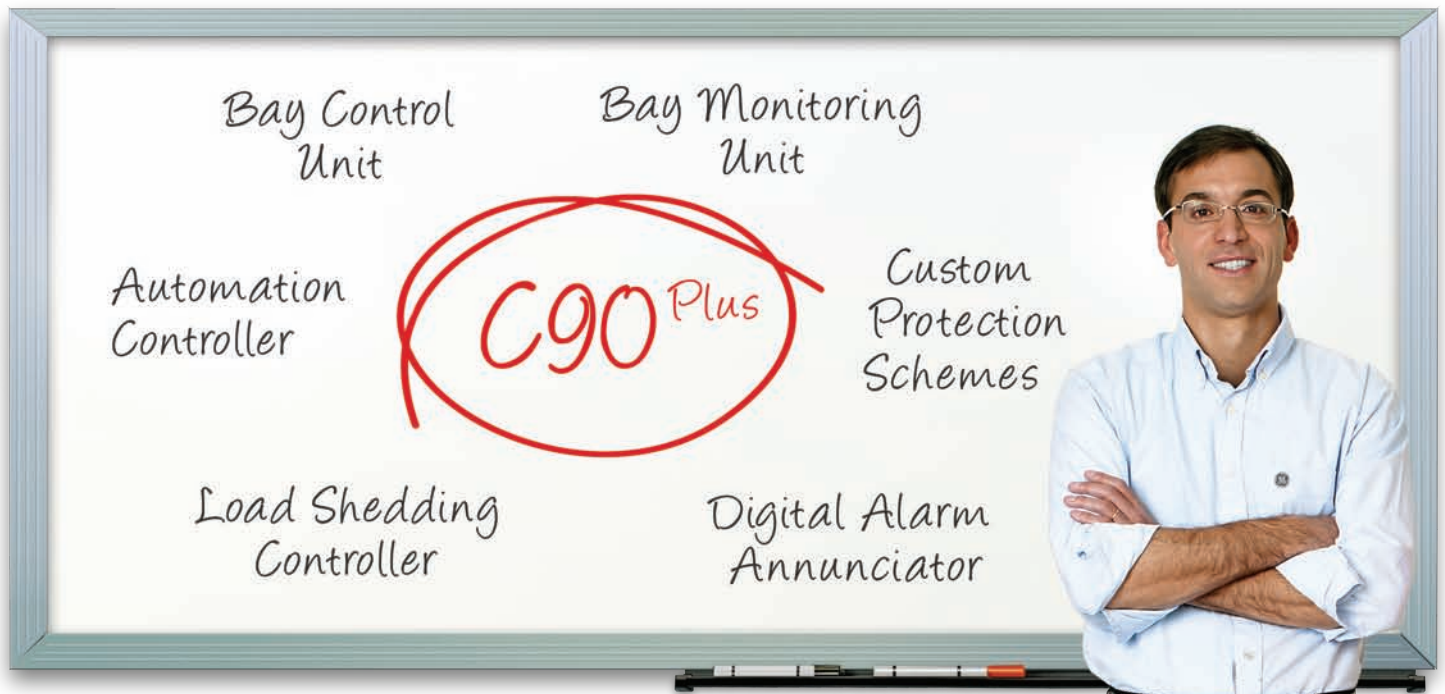 Bay Control
Unit
Bay Monitoring
Unit
Automation
Controller
C90 Plus
Custom
Protection
Schemes
Load Shedding
Controller
Digital Alarm
Annunciator